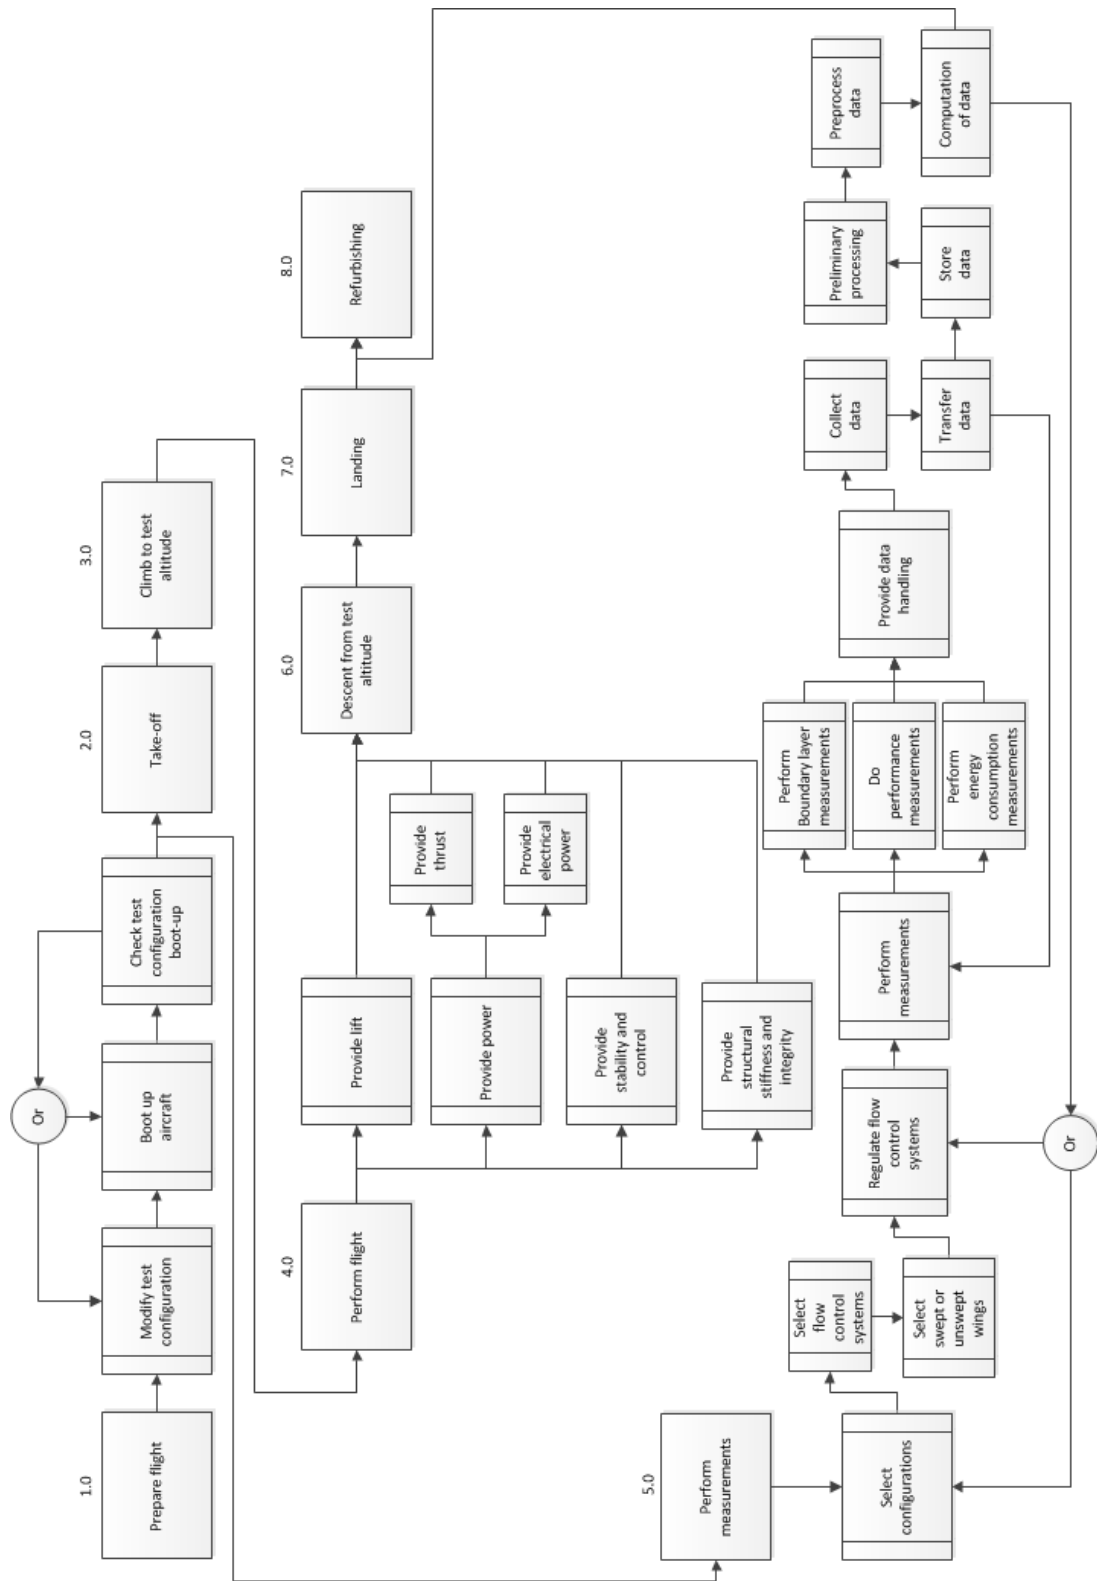 1.0
Prepare flight
Modify test
configuration
Boot up
aircraft
Check test
configuration
boot-up
Or
2.0
Take-off
3.0
Climb to test
altitude
4.0
Perform flight
Provide lift
Provide power
Provide
thrust
Provide
electrical
power
Provide
stability and
control
Provide
structural
stiffness and
integrity
6.0
Descent from test
altitude
7.0
Landing
8.0
Refurbishing
5.0
Perform
measurements
Select
configurations
Select
flow
control
systems
Select
swept or
unswept
wings
Regulate flow
control
systems
Perform
measurements
Perform
Boundary layer
measurements
Do
performance
measurements
Perform
energy
consumption
measurements
Provide data
handling
Collect
data
Transfer
data
Store
data
Preliminary
processing
Preprocess
data
Computation
of data
Or